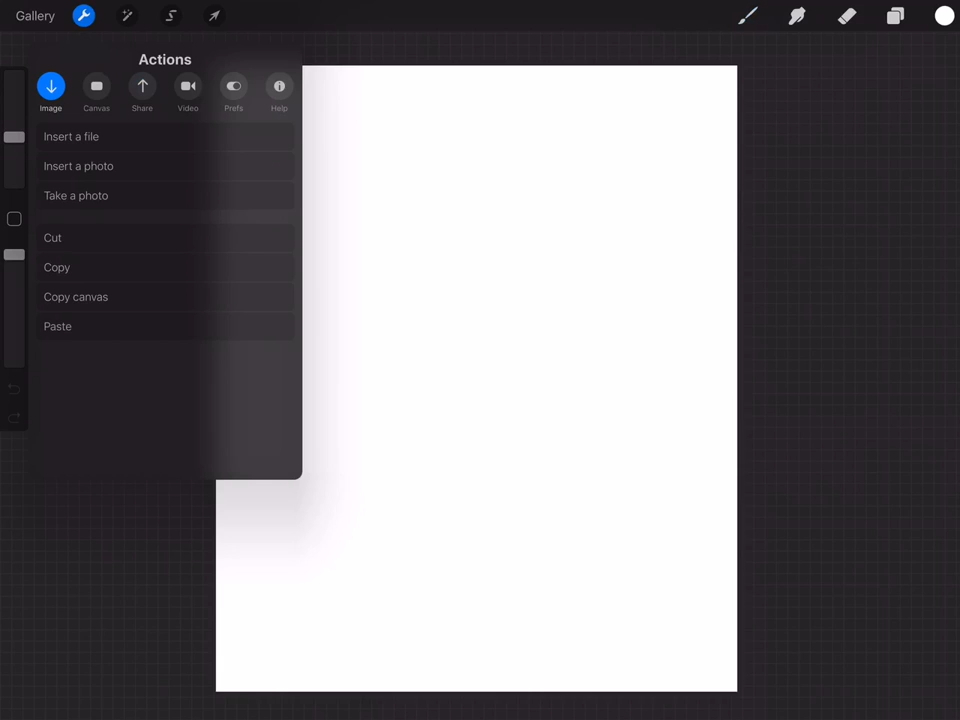 Gallery
Actions
Image Canvas Share Video Prefs Help
Insert a file
Insert a photo
Take a photo
Cut
Copy
Copy canvas
Paste